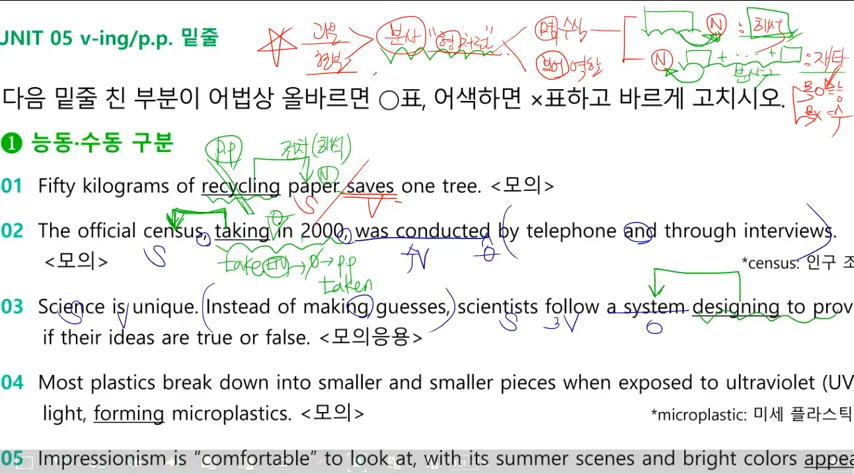 UNIT 05 v-ing/p.p. 밑줄
다음 밑줄 친 부분이 어법상 올바르면 ○표, 어색하면 ×표하고 바르게 고치시오.
❶ 능동·수동 구분
p.p
N
01 Fifty kilograms of recycling paper saves one tree. <모의>
S V
02 The official census, taking in 2000, was conducted by telephone and through interviews.
<모의>
*census: 인구 조
S
taken
03 Science is unique. Instead of making guesses, scientists follow a system designing to prov
S V S V O
if their ideas are true or false. <모의응용>
04 Most plastics break down into smaller and smaller pieces when exposed to ultraviolet (UV
light, forming microplastics. <모의>
*microplastic: 미세 플라스틱
05 Impressionism is “comfortable” to look at, with its summer scenes and bright colors appea